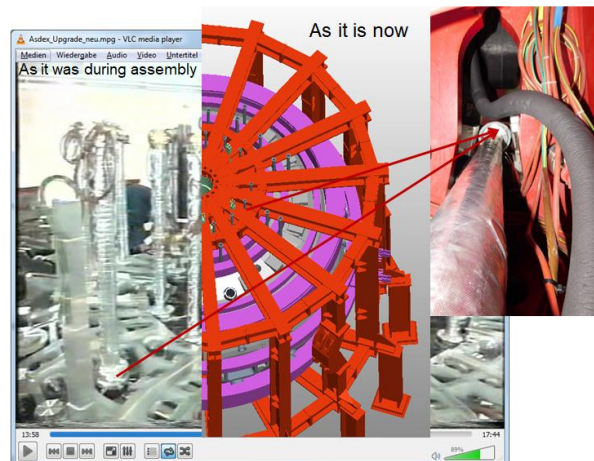 Asdex_Upgrade_neu.mpg - VLC media player
Medien Wiedergabe Audio Video Untertitel
As it was during assembly
As it is now
13:58
17:44
89%